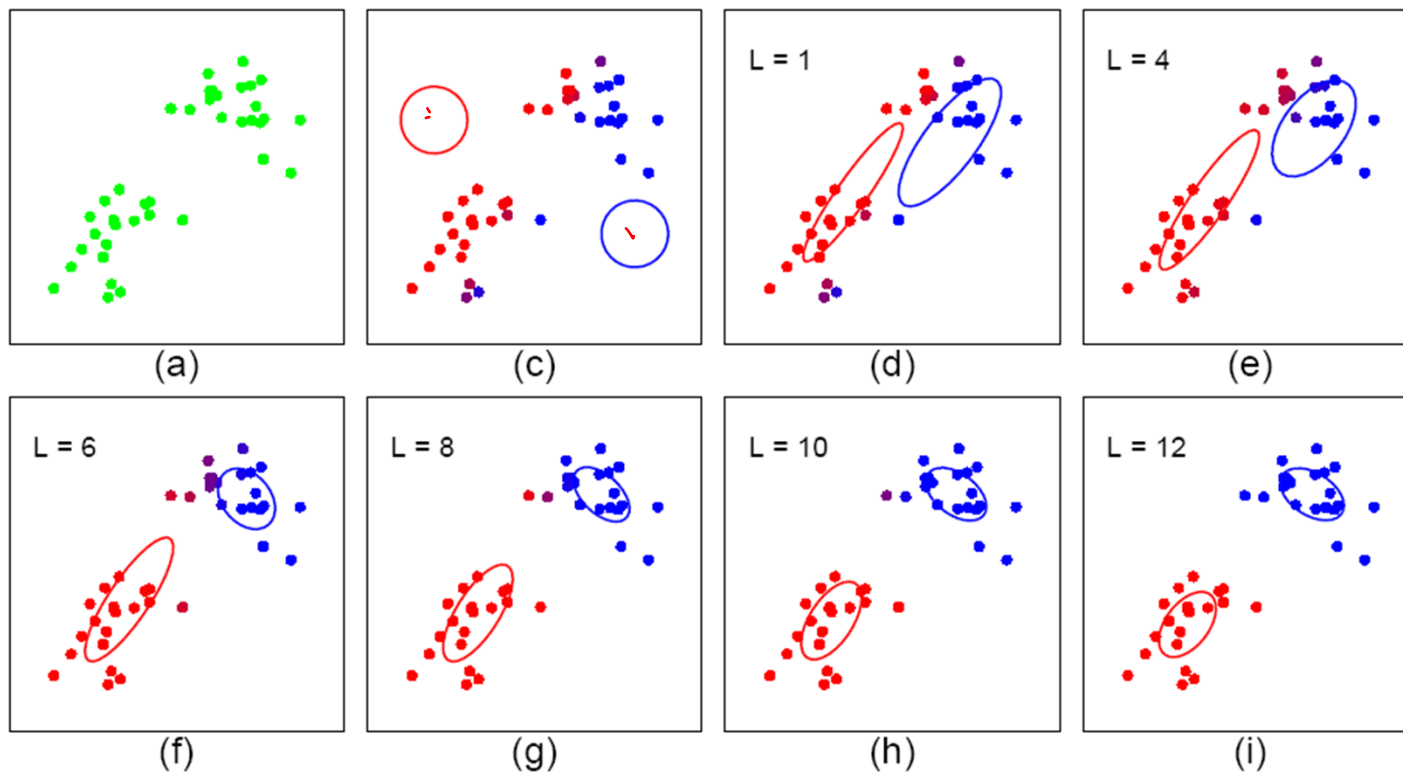 L = 1
L = 4
(a)
(c)
(d)
(e)
L = 6
L = 8
L = 10
L = 12
(f)
(g)
(h)
(i)